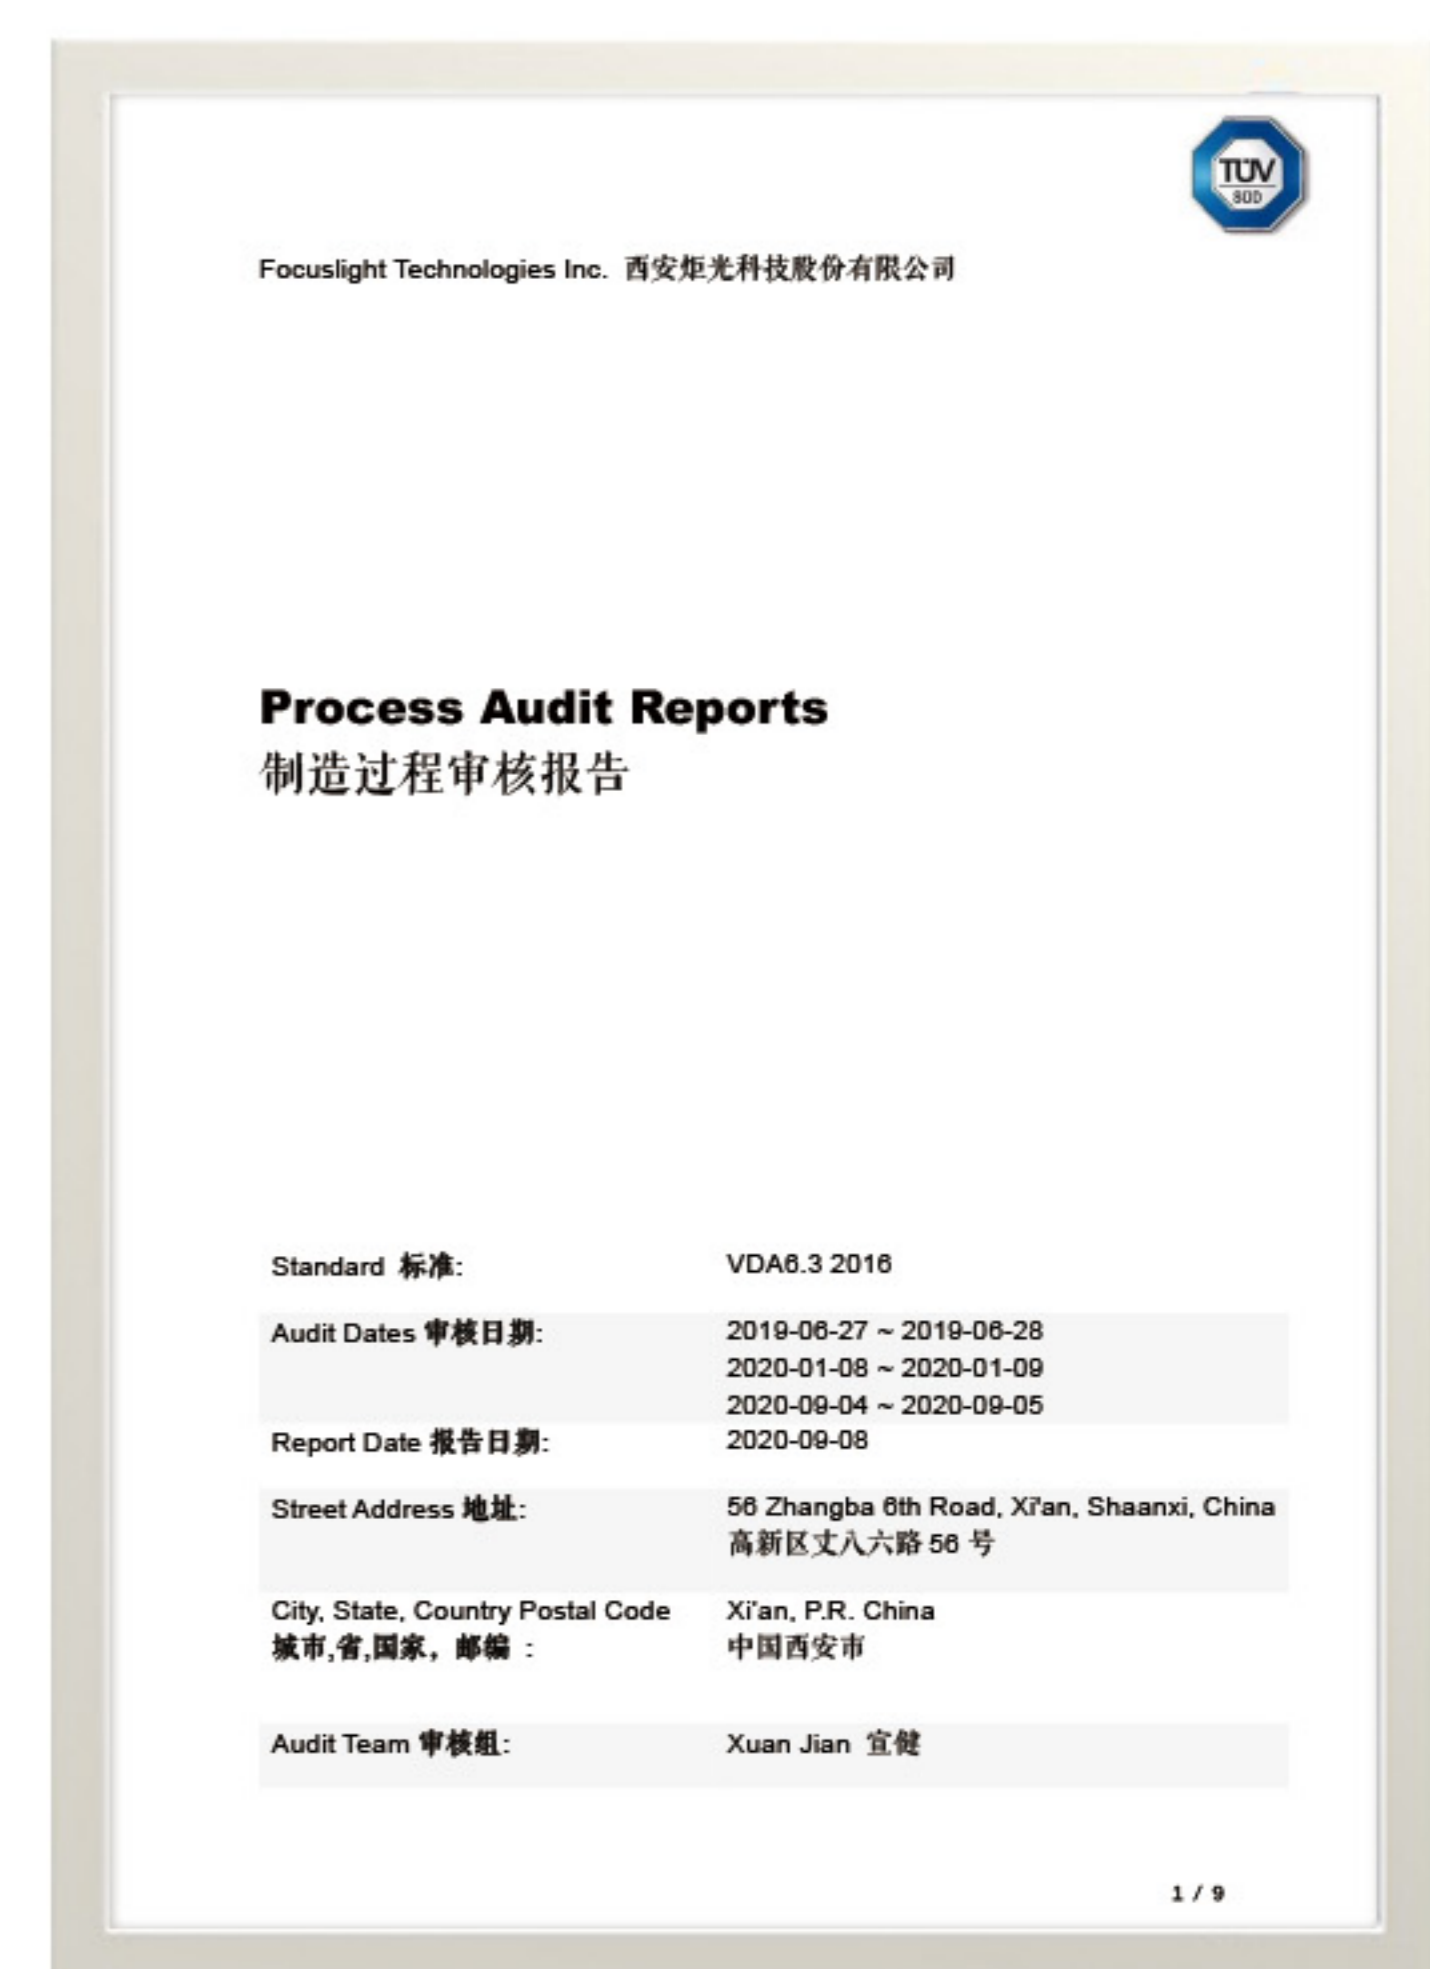 TÜV
SÜD
Focuslight Technologies Inc. 西安炬光科技股份有限公司
Process Audit Reports
制造过程审核报告
Standard 标准: VDA6.3 2016
Audit Dates 审核日期: 2019-06-27 ~ 2019-06-28
2020-01-08 ~ 2020-01-09
2020-09-04 ~ 2020-09-05
Report Date 报告日期: 2020-09-08
Street Address 地址: 56 Zhangba 6th Road, Xi'an, Shaanxi, China
高新区丈八六路 56 号
City, State, Country Postal Code Xi'an, P.R. China
城市,省,国家，邮编 : 中国西安市
Audit Team 审核组: Xuan Jian 宣健
1 / 9